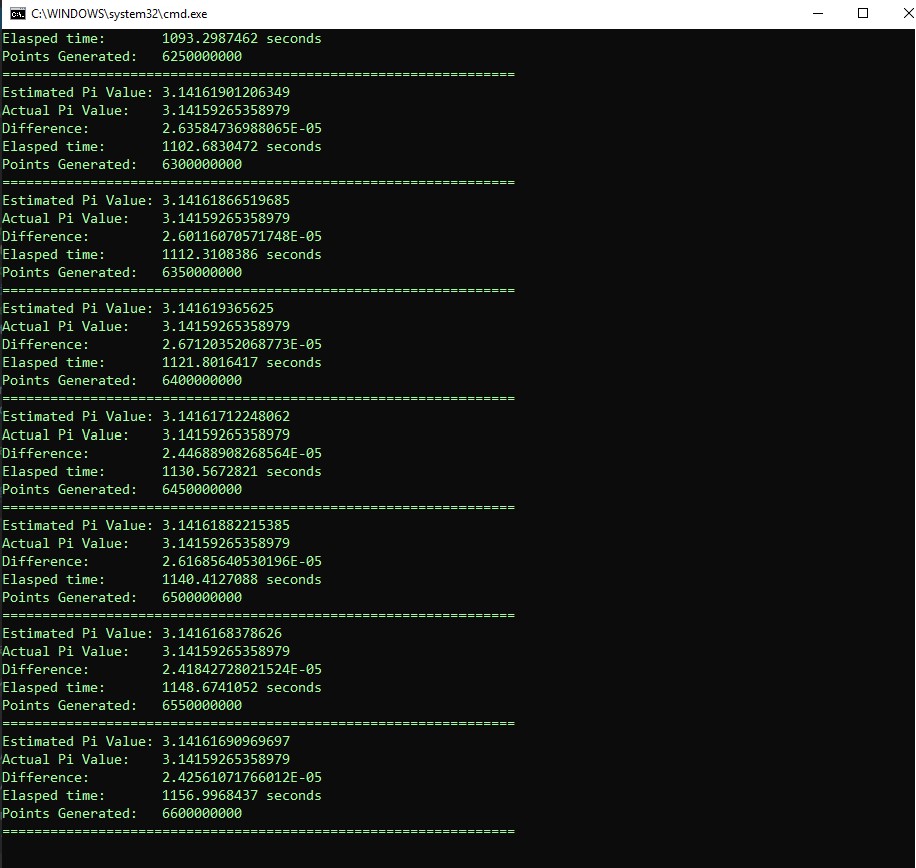 C:\WINDOWS\system32\cmd.exe
Elasped time:       1093.2987462 seconds
Points Generated:   6250000000
================================================================
Estimated Pi Value: 3.14161901206349
Actual Pi Value:    3.14159265358979
Difference:         2.63584736988065E-05
Elasped time:       1102.6830472 seconds
Points Generated:   6300000000
================================================================
Estimated Pi Value: 3.14161866519685
Actual Pi Value:    3.14159265358979
Difference:         2.60116070571748E-05
Elasped time:       1112.3108386 seconds
Points Generated:   6350000000
================================================================
Estimated Pi Value: 3.141619365625
Actual Pi Value:    3.14159265358979
Difference:         2.67120352068773E-05
Elasped time:       1121.8016417 seconds
Points Generated:   6400000000
================================================================
Estimated Pi Value: 3.14161712248062
Actual Pi Value:    3.14159265358979
Difference:         2.44688908268564E-05
Elasped time:       1130.5672821 seconds
Points Generated:   6450000000
================================================================
Estimated Pi Value: 3.14161882215385
Actual Pi Value:    3.14159265358979
Difference:         2.61685640530196E-05
Elasped time:       1140.4127088 seconds
Points Generated:   6500000000
================================================================
Estimated Pi Value: 3.1416168378626
Actual Pi Value:    3.14159265358979
Difference:         2.41842728021524E-05
Elasped time:       1148.6741052 seconds
Points Generated:   6550000000
================================================================
Estimated Pi Value: 3.14161690969697
Actual Pi Value:    3.14159265358979
Difference:         2.42561071766012E-05
Elasped time:       1156.9968437 seconds
Points Generated:   6600000000
================================================================